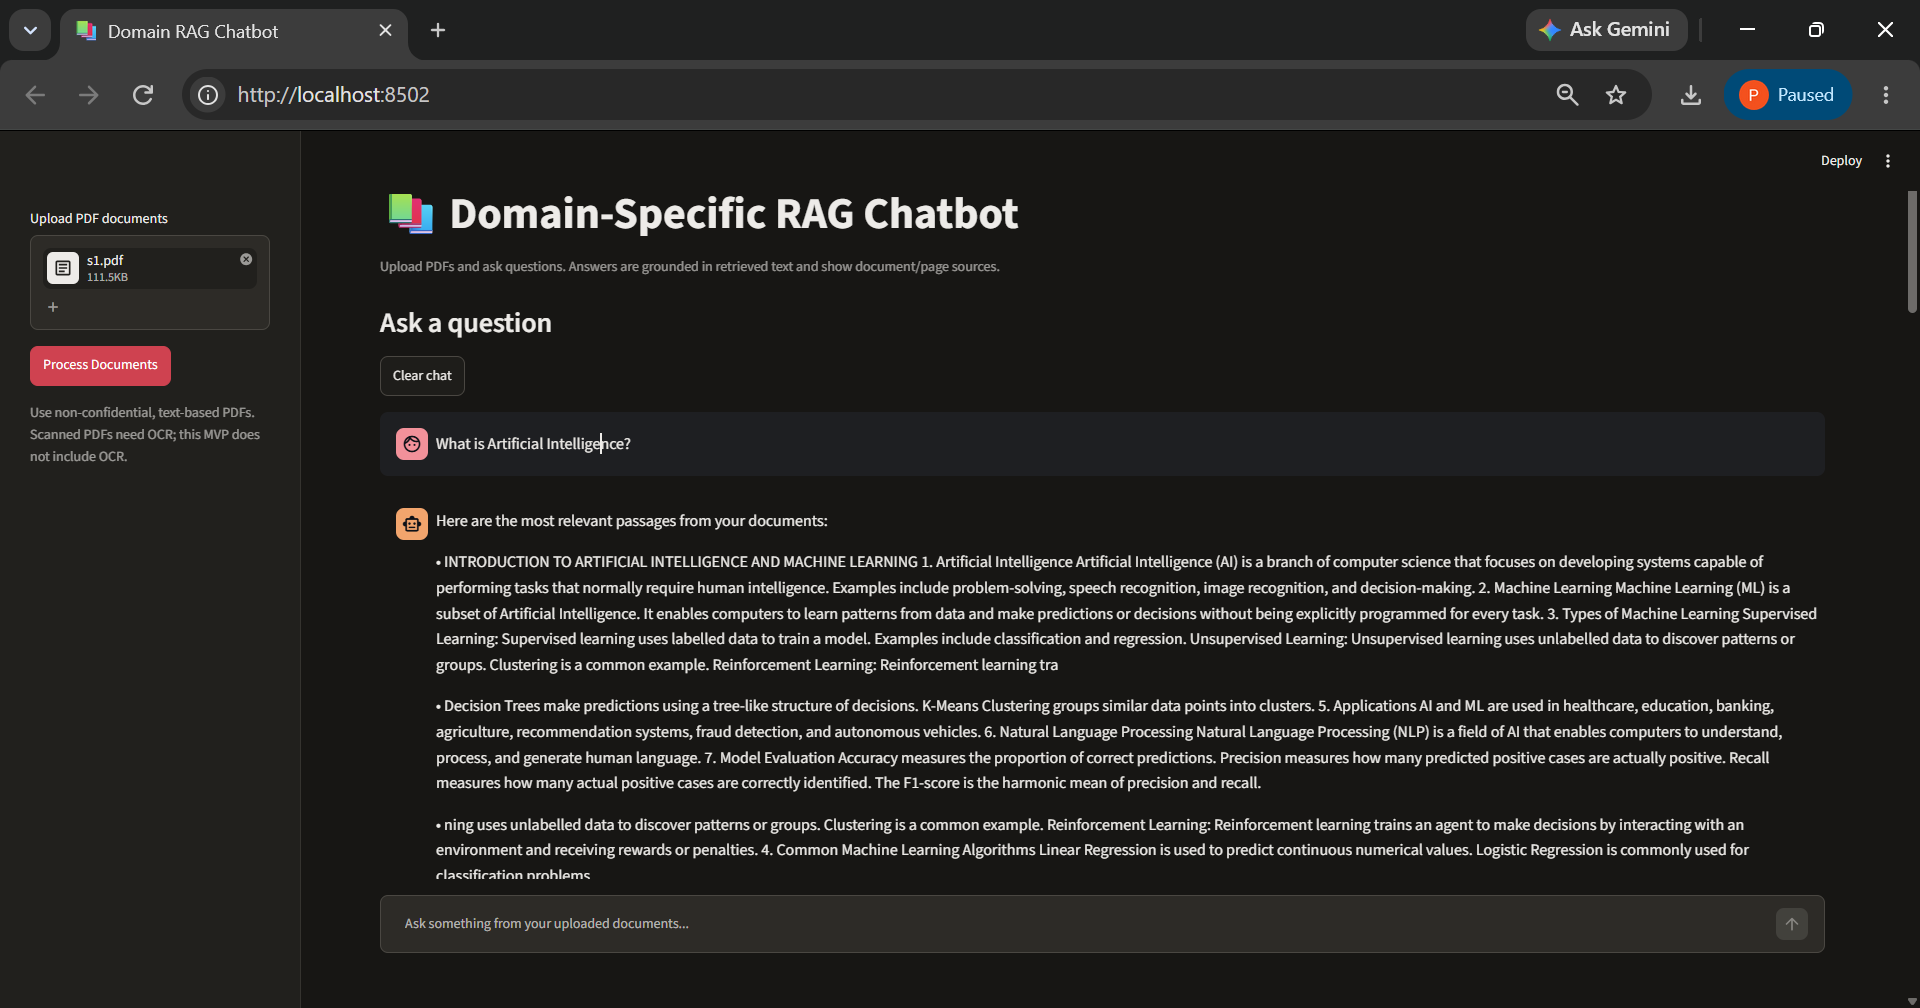 Domain RAG Chatbot
Ask Gemini
http://localhost:8502
P
Paused
Deploy
Upload PDF documents
s1.pdf
111.5KB
Process Documents
Use non-confidential, text-based PDFs.
Scanned PDFs need OCR; this MVP does
not include OCR.
Domain-Specific RAG Chatbot
Upload PDFs and ask questions. Answers are grounded in retrieved text and show document/page sources.
Ask a question
Clear chat
What is Artificial Intelligence?
Here are the most relevant passages from your documents:
• INTRODUCTION TO ARTIFICIAL INTELLIGENCE AND MACHINE LEARNING 1. Artificial Intelligence Artificial Intelligence (AI) is a branch of computer science that focuses on developing systems capable of
performing tasks that normally require human intelligence. Examples include problem-solving, speech recognition, image recognition, and decision-making. 2. Machine Learning Machine Learning (ML) is a
subset of Artificial Intelligence. It enables computers to learn patterns from data and make predictions or decisions without being explicitly programmed for every task. 3. Types of Machine Learning Supervised
Learning: Supervised learning uses labelled data to train a model. Examples include classification and regression. Unsupervised Learning: Unsupervised learning uses unlabelled data to discover patterns or
groups. Clustering is a common example. Reinforcement Learning: Reinforcement learning tra
• Decision Trees make predictions using a tree-like structure of decisions. K-Means Clustering groups similar data points into clusters. 5. Applications AI and ML are used in healthcare, education, banking,
agriculture, recommendation systems, fraud detection, and autonomous vehicles. 6. Natural Language Processing Natural Language Processing (NLP) is a field of AI that enables computers to understand,
process, and generate human language. 7. Model Evaluation Accuracy measures the proportion of correct predictions. Precision measures how many predicted positive cases are actually positive. Recall
measures how many actual positive cases are correctly identified. The F1-score is the harmonic mean of precision and recall.
• ning uses unlabelled data to discover patterns or groups. Clustering is a common example. Reinforcement Learning: Reinforcement learning trains an agent to make decisions by interacting with an
environment and receiving rewards or penalties. 4. Common Machine Learning Algorithms Linear Regression is used to predict continuous numerical values. Logistic Regression is commonly used for
classification problems.
Ask something from your uploaded documents...